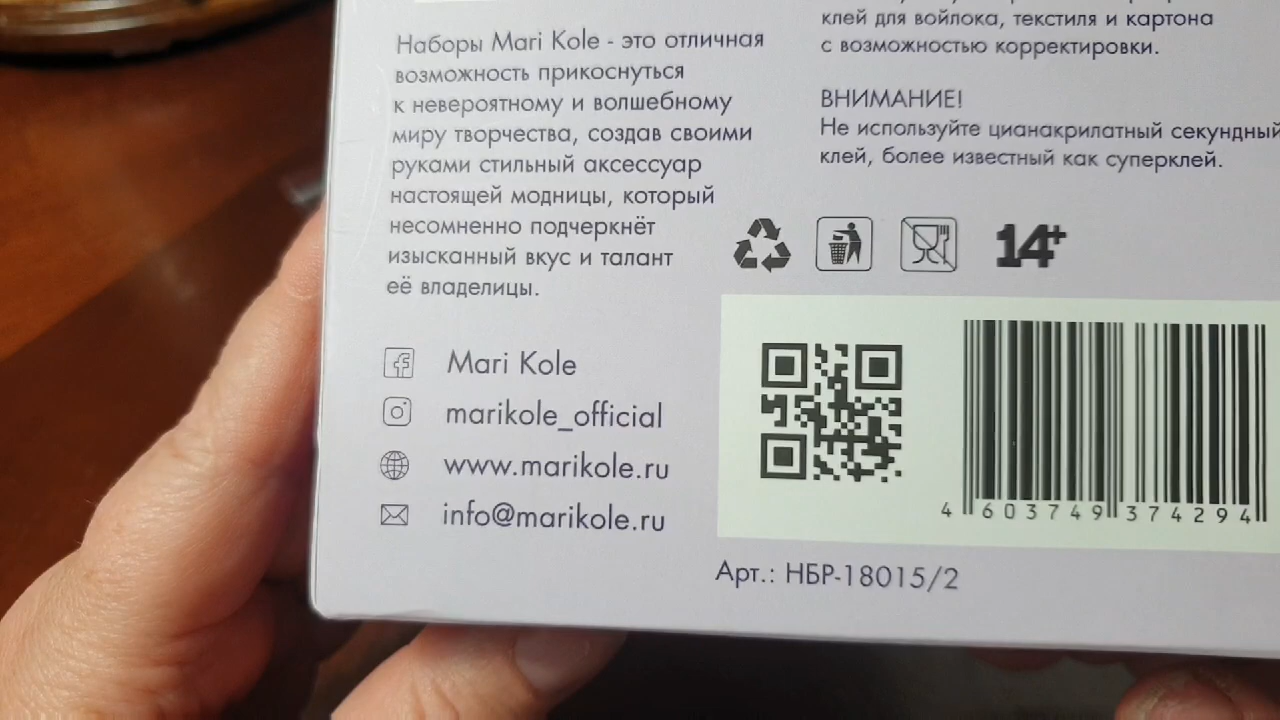 Наборы Mari Kole - это отличная
возможность прикоснуться
к невероятному и волшебному
миру творчества, создав своими
руками стильный аксессуар
настоящей модницы, который
несомненно подчеркнёт
изысканный вкус и талант
её владелицы.
Mari Kole
marikole_official
www.marikole.ru
info@marikole.ru
клей для войлока, текстиля и картона
с возможностью корректировки.
ВНИМАНИЕ!
Не используйте цианакрилатный секундный
клей, более известный как суперклей.
14+
4 603749 374294
Арт.: НБР-18015/2